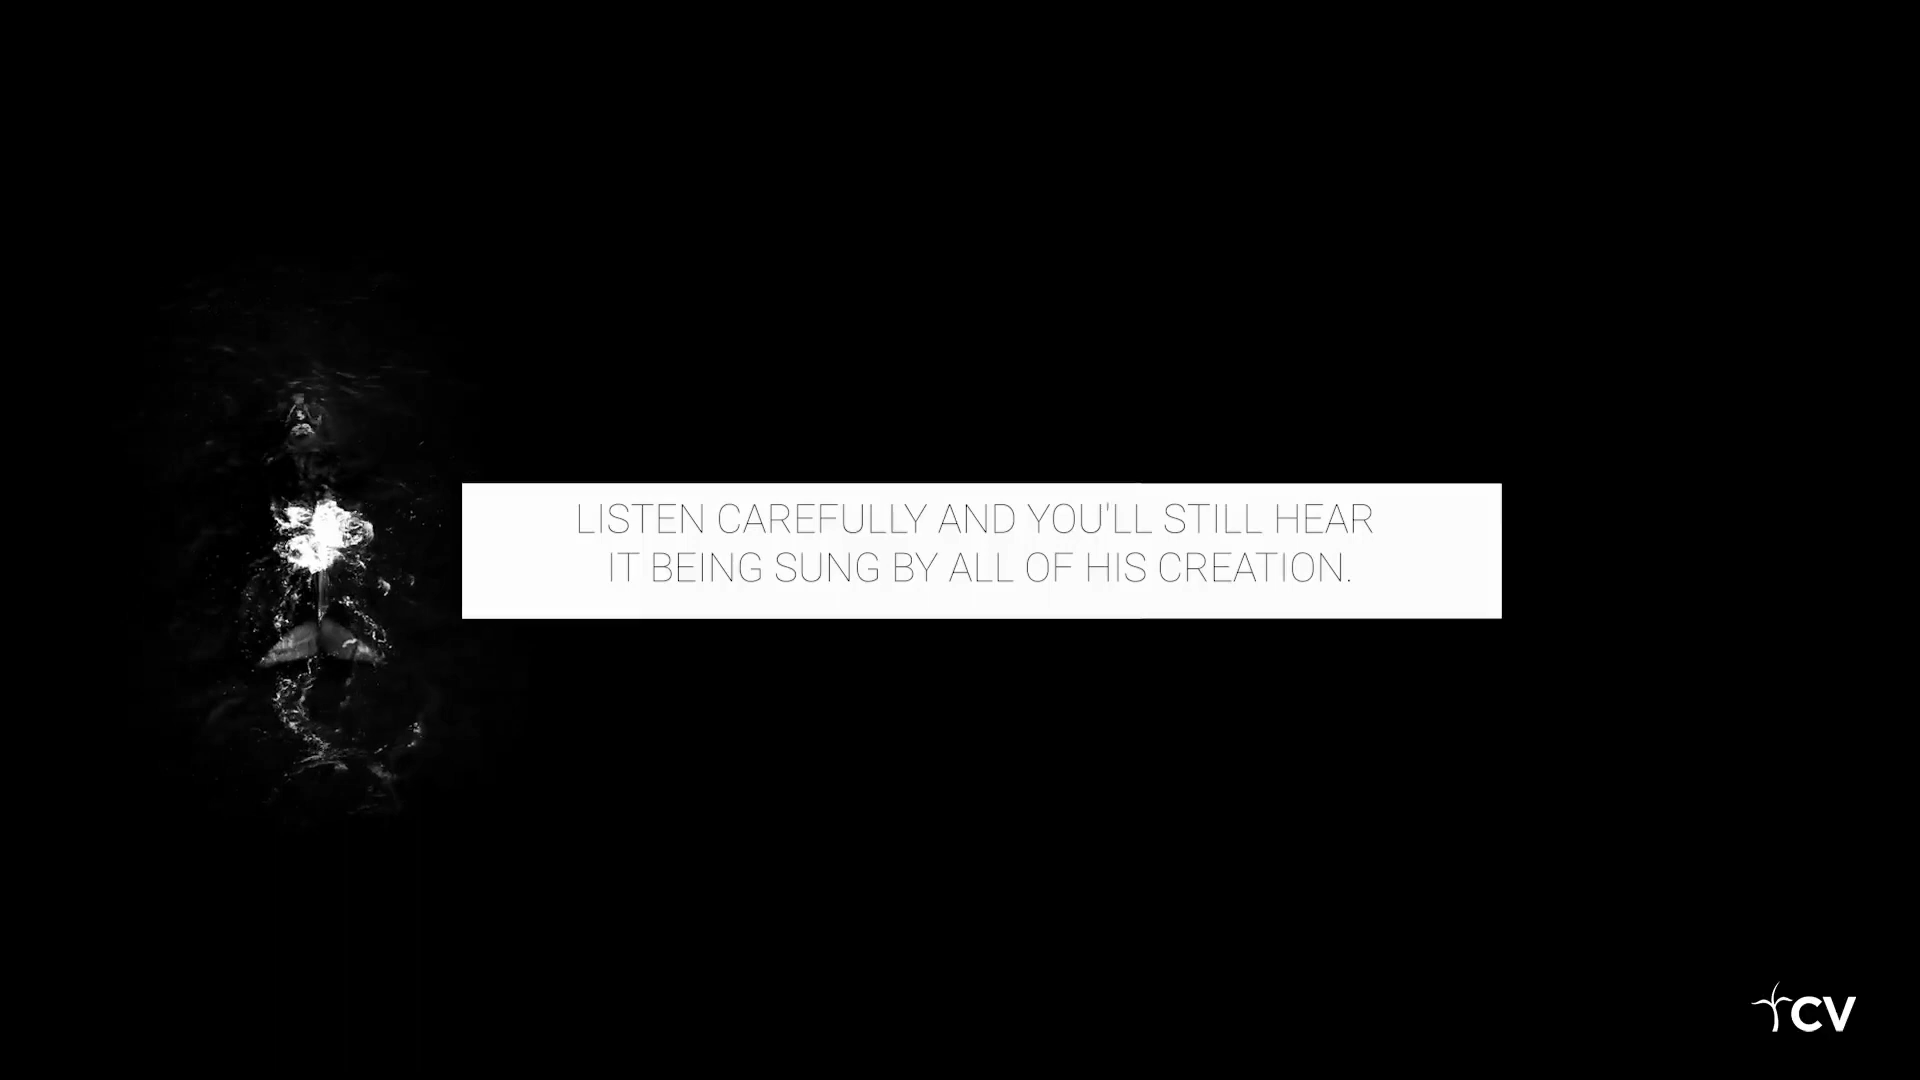 LISTEN CAREFULLY AND YOU'LL STILL HEAR
IT BEING SUNG BY ALL OF HIS CREATION.
CV